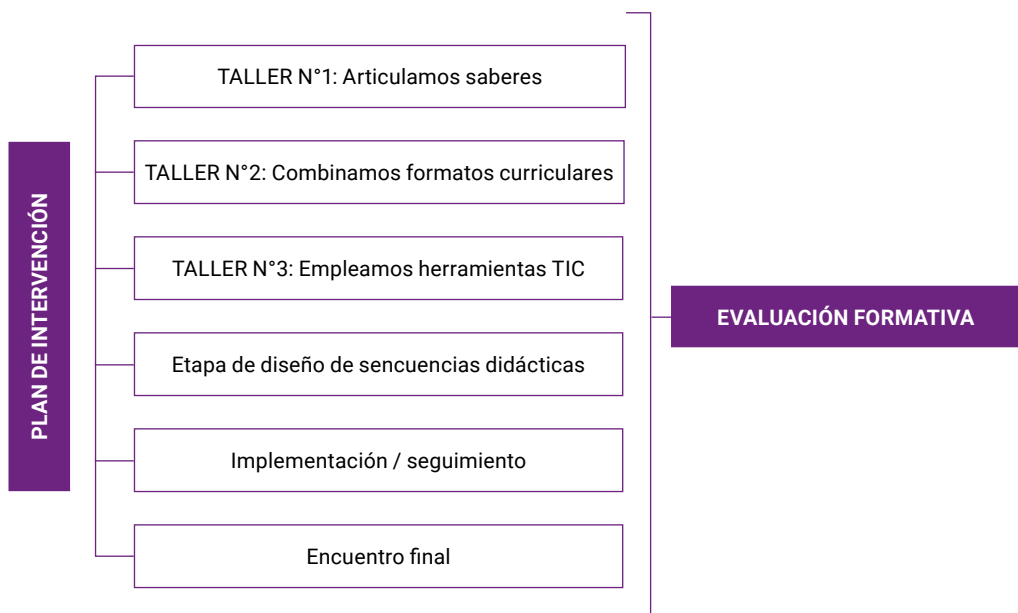 PLAN DE INTERVENCIÓN
TALLER N°1: Articulamos saberes
TALLER N°2: Combinamos formatos curriculares
TALLER N°3: Empleamos herramientas TIC
Etapa de diseño de sencuencias didácticas
Implementación / seguimiento
Encuentro final
EVALUACIÓN FORMATIVA